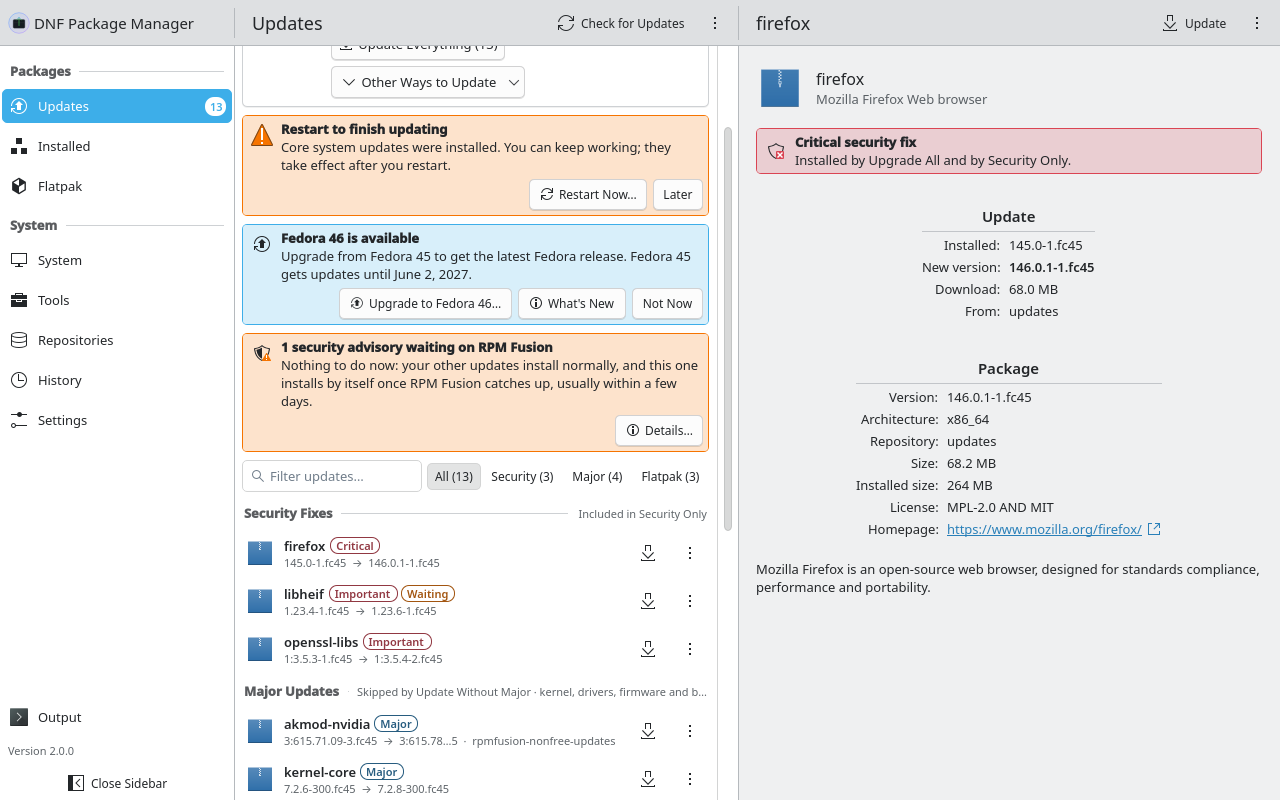 DNF Package Manager
Packages
Updates
13
Installed
Flatpak
System
System
Tools
Repositories
History
Settings
Output
Version 2.0.0
Close Sidebar
Updates
Check for Updates
Update Everything (13)
Other Ways to Update
Restart to finish updating
Core system updates were installed. You can keep working; they
take effect after you restart.
Restart Now...
Later
Fedora 46 is available
Upgrade from Fedora 45 to get the latest Fedora release. Fedora 45
gets updates until June 2, 2027.
Upgrade to Fedora 46...
What's New
Not Now
1 security advisory waiting on RPM Fusion
Nothing to do now: your other updates install normally, and this one
installs by itself once RPM Fusion catches up, usually within a few
days.
Details...
Filter updates...
All (13)
Security (3)
Major (4)
Flatpak (3)
Security Fixes
Included in Security Only
firefox Critical
145.0-1.fc45 → 146.0.1-1.fc45
libheif Important Waiting
1.23.4-1.fc45 → 1.23.6-1.fc45
openssl-libs Important
1:3.5.3-1.fc45 → 1:3.5.4-2.fc45
Major Updates
Skipped by Update Without Major · kernel, drivers, firmware and b...
akmod-nvidia Major
3:615.71.09-3.fc45 → 3:615.78...5 · rpmfusion-nonfree-updates
kernel-core Major
7.2.6-300.fc45 → 7.2.8-300.fc45
firefox
Update
firefox
Mozilla Firefox Web browser
Critical security fix
Installed by Upgrade All and by Security Only.
Update
Installed: 145.0-1.fc45
New version: 146.0.1-1.fc45
Download: 68.0 MB
From: updates
Package
Version: 146.0.1-1.fc45
Architecture: x86_64
Repository: updates
Size: 68.2 MB
Installed size: 264 MB
License: MPL-2.0 AND MIT
Homepage: https://www.mozilla.org/firefox/
Mozilla Firefox is an open-source web browser, designed for standards compliance,
performance and portability.